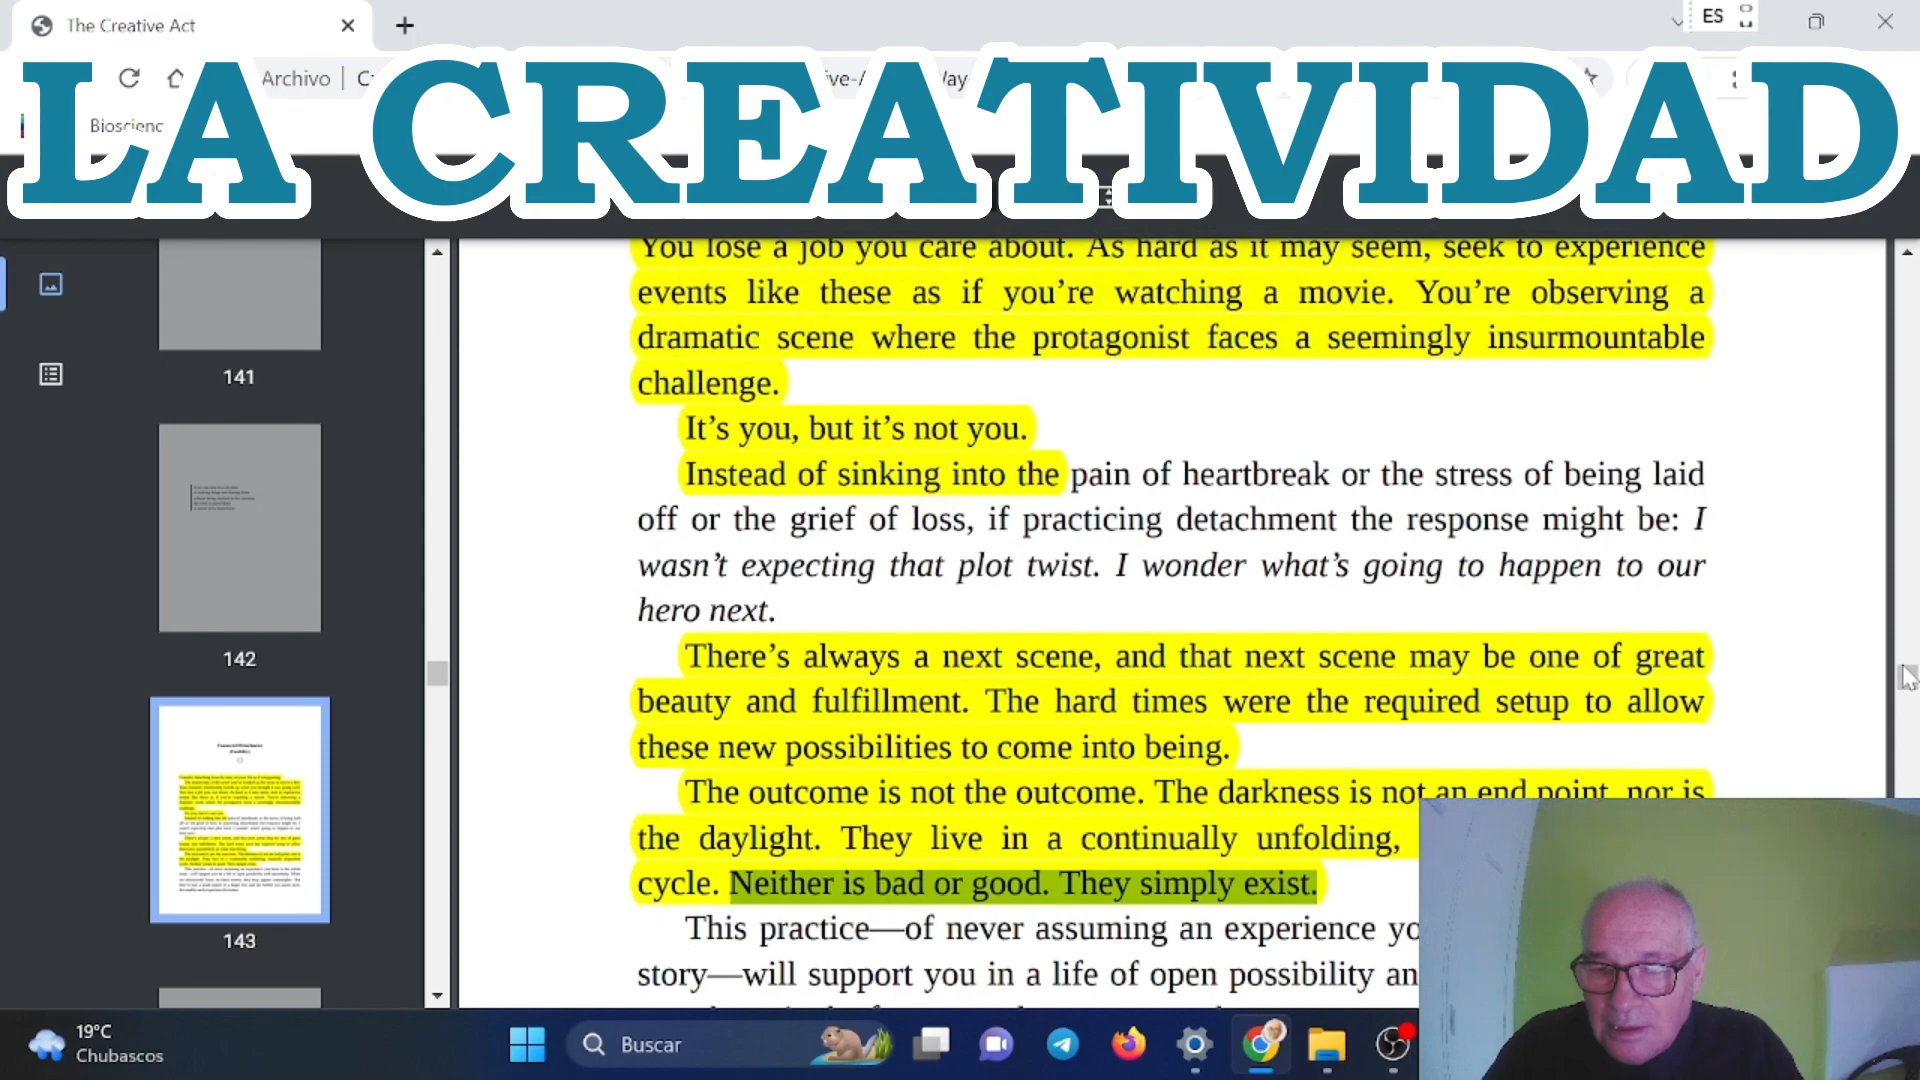 The Creative Act
ES
LA CREATIVIDAD
Archivo
Bioscienc
You lose a job you care about. As hard as it may seem, seek to experience
events like these as if you’re watching a movie. You’re observing a
dramatic scene where the protagonist faces a seemingly insurmountable
challenge.
It’s you, but it’s not you.
Instead of sinking into the pain of heartbreak or the stress of being laid
off or the grief of loss, if practicing detachment the response might be: I
wasn’t expecting that plot twist. I wonder what’s going to happen to our
hero next.
There’s always a next scene, and that next scene may be one of great
beauty and fulfillment. The hard times were the required setup to allow
these new possibilities to come into being.
The outcome is not the outcome. The darkness is not an end point, nor is
the daylight. They live in a continually unfolding,
cycle. Neither is bad or good. They simply exist.
This practice—of never assuming an experience yo
story—will support you in a life of open possibility an
141
142
143
19°C
Chubascos
Buscar